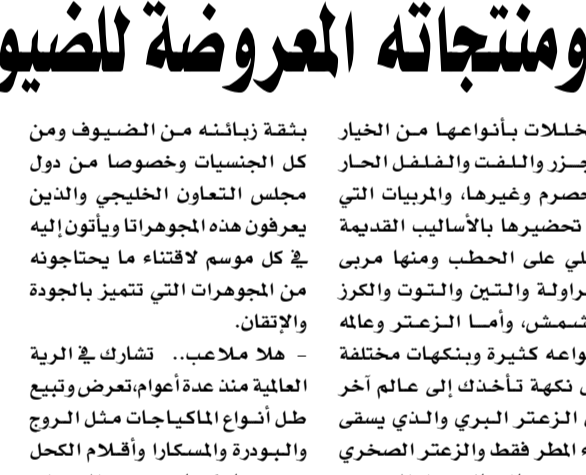 ومنتجاته المعروضة للضيو
خللات بأنواعها من الخيار
واللفت والفلفل الحار
حصرم وغيرها، والمربيات التي
تحضيرها بالأساليب القديمة
لي على الحطب ومنها مربى
راولة والتين والتوت والكرز
شمش، وأما الزعتر وعالمه
واعه كثيرة وبنكهات مختلفة
نكهة تأخذك إلى عالم آخر
الزعتر البري والذي يسقى
المطر فقط والزعتر الصخري
بثقة زبائنه من الضيوف ومن
كل الجنسيات وخصوصا من دول
مجلس التعاون الخليجي والذين
يعرفون هذه المجوهراتا ويأتون إليه
في كل موسم لاقتناء ما يحتاجونه
من المجوهرات التي تتميز بالجودة
والإتقان.
- هلا ملاعب.. تشارك في الرية
العالمية منذ عدة أعوام،تعرض وتبيع
طل أنواع الماكياجات مثل الروج
والبودرة والمسكارا وأقلام الكحل